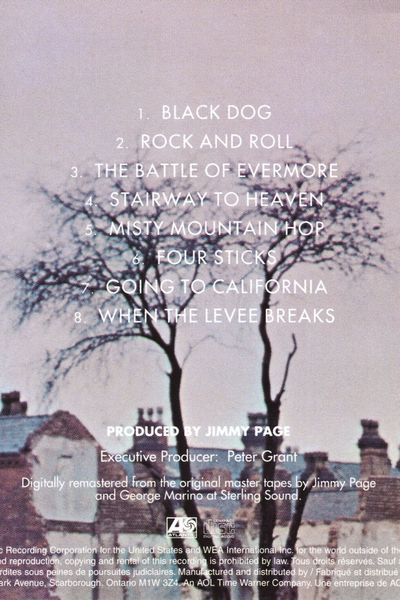 1. BLACK DOG
2. ROCK AND ROLL
3. THE BATTLE OF EVERMORE
4. STAIRWAY TO HEAVEN
5. MISTY MOUNTAIN HOP
6. FOUR STICKS
7. GOING TO CALIFORNIA
8. WHEN THE LEVEE BREAKS
PRODUCED BY JIMMY PAGE
Executive Producer: Peter Grant
Digitally remastered from the original master tapes by Jimmy Page
and George Marino at Sterling Sound.
ATLANTIC
c Recording Corporation for the United States and WEA International Inc. for the world outside of the
ed reproduction, copying and rental of this recording is prohibited by law. Tous droits réservés. Sauf
rdites sous peines de poursuites judiciaires. Manufactured and distributed by / Fabriqué et distribué
ark Avenue, Scarborough, Ontario M1W 3Z4. An AOL Time Warner Company. Une entreprise de AO